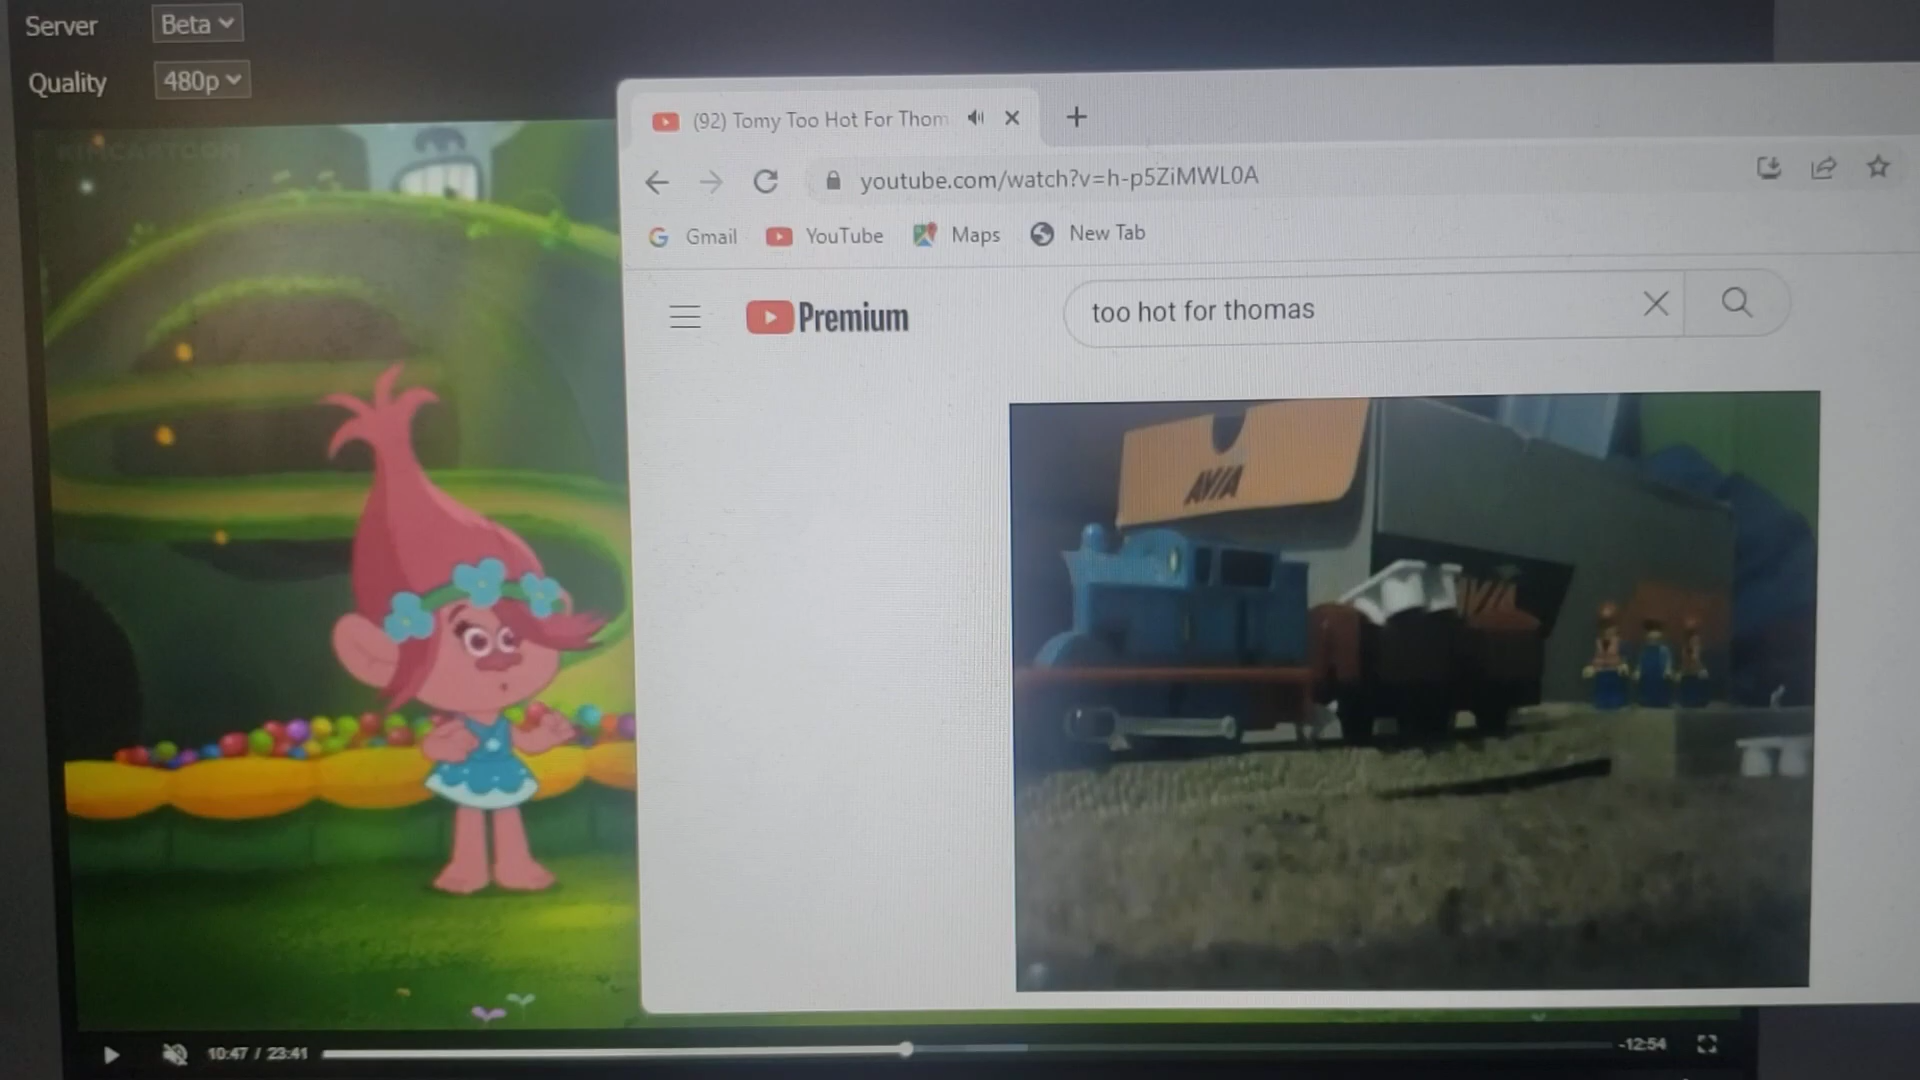 Server Beta
Quality 480p
KIMCARTOON
(92) Tomy Too Hot For Thom
youtube.com/watch?v=h-p5ZiMWL0A
Gmail YouTube Maps New Tab
Premium
too hot for thomas
AVIA
10:47 / 23:41
-12:54